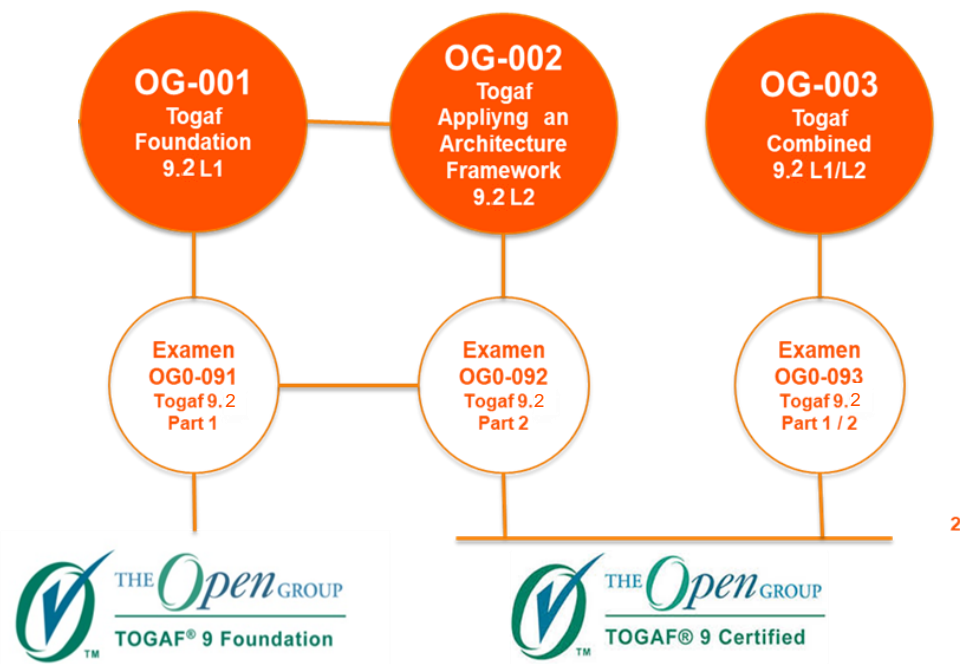 OG-001
Togaf
Foundation
9.2 L1
OG-002
Togaf
Appliyng an
Architecture
Framework
9.2 L2
OG-003
Togaf
Combined
9.2 L1/L2
Examen
OG0-091
Togaf 9.2
Part 1
Examen
OG0-092
Togaf 9.2
Part 2
Examen
OG0-093
Togaf 9.2
Part 1 / 2
2
THE Open GROUP
TOGAF® 9 Foundation
TM
THE Open GROUP
TOGAF® 9 Certified
TM